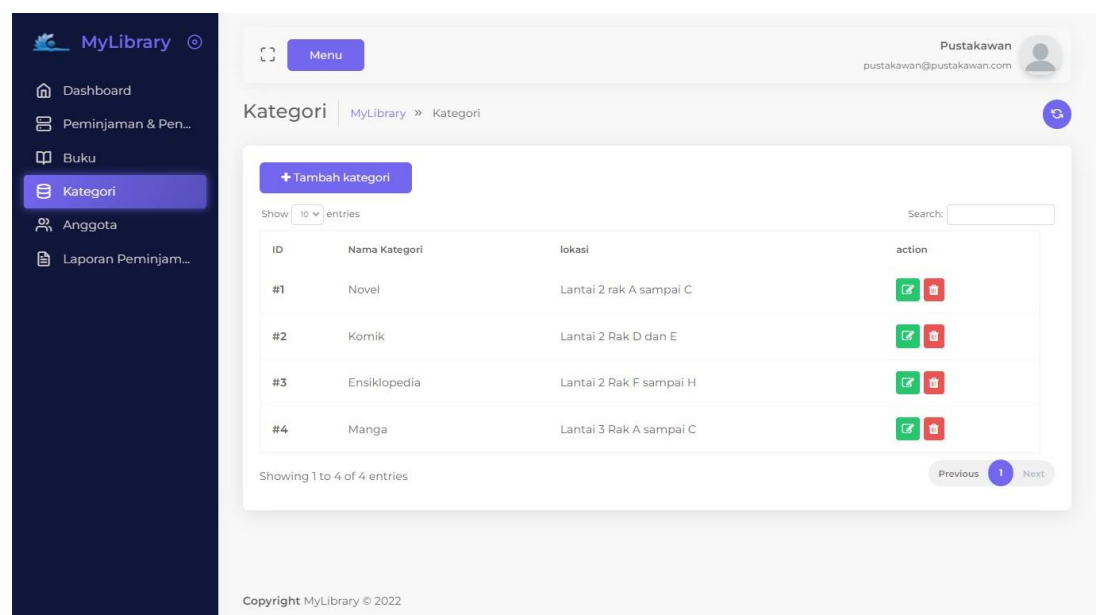 MyLibrary
Dashboard
Peminjaman & Pen...
Buku
Kategori
Anggota
Laporan Peminjam...
Menu
Pustakawan
pustakawan@pustakawan.com
Kategori
MyLibrary » Kategori
+Tambah kategori
Show 10 entries
Search:
ID Nama Kategori lokasi action
#1 Novel Lantai 2 rak A sampai C
#2 Komik Lantai 2 Rak D dan E
#3 Ensiklopedia Lantai 2 Rak F sampai H
#4 Manga Lantai 3 Rak A sampai C
Showing 1 to 4 of 4 entries
Previous 1 Next
Copyright MyLibrary © 2022